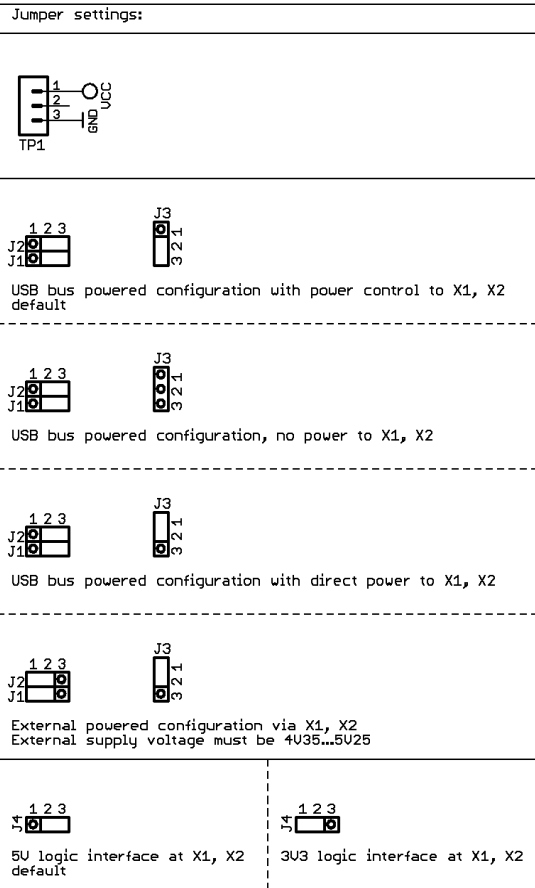 Jumper settings:
1
VCC
2
3
GND
TP1
1 2 3
J2
J1
J3
1
2
3
USB bus powered configuration with power control to X1, X2
default
1 2 3
J2
J1
J3
1
2
3
USB bus powered configuration, no power to X1, X2
1 2 3
J2
J1
J3
1
2
3
USB bus powered configuration with direct power to X1, X2
1 2 3
J2
J1
J3
1
2
3
External powered configuration via X1, X2
External supply voltage must be 4V35...5V25
1 2 3
J4
5V logic interface at X1, X2
default
1 2 3
J4
3V3 logic interface at X1, X2